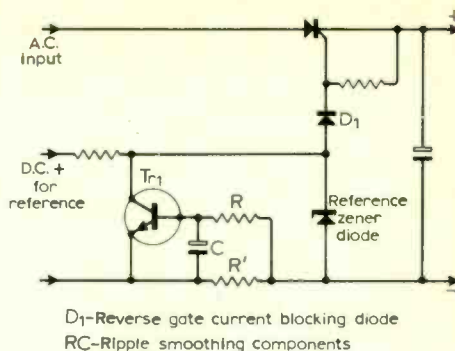 +
A.C.
Input
D₁
D.C. +
for
reference
Tr₁
R
C
R'
Reference
zener
diode
−
D₁-Reverse gate current blocking diode
RC-Ripple smoothing components